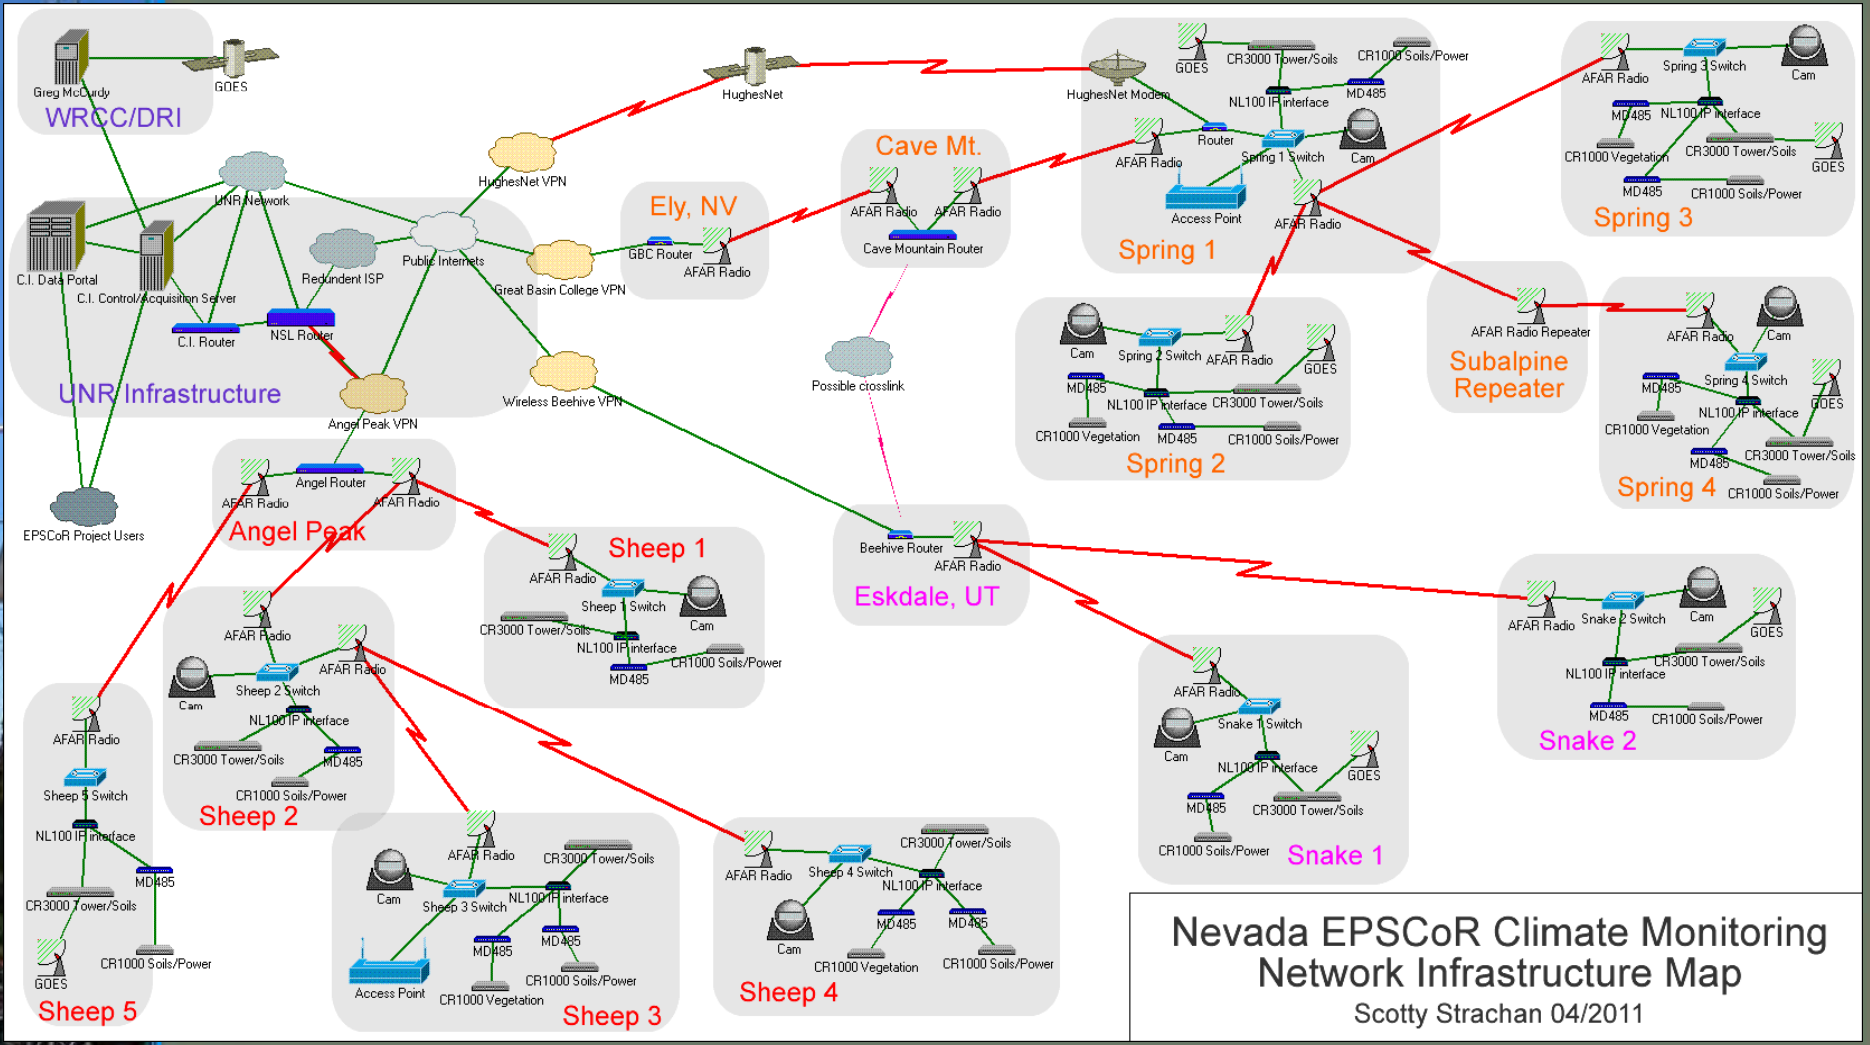 Greg McCurdy
GOES
WRCC/DRI
UNR Network
C.I. Data Portal
C.I. Control/Acquisition Server
Redundent ISP
Public Internets
C.I. Router
NSL Router
UNR Infrastructure
Angel Peak VPN
EPSCoR Project Users
HughesNet VPN
HughesNet
HughesNet Modem
Great Basin College VPN
Wireless Beehive VPN
Ely, NV
GBC Router
AFAR Radio
Cave Mt.
AFAR Radio
AFAR Radio
Cave Mountain Router
Possible crosslink
GOES
CR3000 Tower/Soils
CR1000 Soils/Power
NL100 IP interface
MD485
AFAR Radio
Router
Spring 1 Switch
Cam
Access Point
AFAR Radio
Spring 1
AFAR Radio
Spring 3 Switch
Cam
MD485
NL100 IP interface
CR1000 Vegetation
CR3000 Tower/Soils
GOES
MD485
CR1000 Soils/Power
Spring 3
Cam
Spring 2 Switch
AFAR Radio
GOES
MD485
NL100 IP interface
CR3000 Tower/Soils
CR1000 Vegetation
MD485
CR1000 Soils/Power
Spring 2
AFAR Radio Repeater
Subalpine
Repeater
AFAR Radio
Cam
Spring 4 Switch
MD485
GOES
NL100 IP interface
CR1000 Vegetation
MD485
CR3000 Tower/Soils
CR1000 Soils/Power
Spring 4
Angel Router
AFAR Radio
AFAR Radio
Angel Peak
AFAR Radio
Sheep 1
Sheep 1 Switch
Cam
CR3000 Tower/Soils
NL100 IP interface
CR1000 Soils/Power
MD485
Beehive Router
AFAR Radio
Eskdale, UT
AFAR Radio
Snake 2 Switch
Cam
GOES
CR3000 Tower/Soils
NL100 IP interface
MD485
CR1000 Soils/Power
Snake 2
AFAR Radio
Snake 1 Switch
Cam
NL100 IP interface
GOES
MD485
CR3000 Tower/Soils
CR1000 Soils/Power
Snake 1
AFAR Radio
AFAR Radio
Sheep 2 Switch
Cam
NL100 IP interface
CR3000 Tower/Soils
MD485
CR1000 Soils/Power
Sheep 2
AFAR Radio
Sheep 5 Switch
NL100 IP interface
MD485
CR3000 Tower/Soils
CR1000 Soils/Power
GOES
Sheep 5
AFAR Radio
CR3000 Tower/Soils
Cam
Sheep 3 Switch
NL100 IP interface
MD485
MD485
Access Point
CR1000 Vegetation
CR1000 Soils/Power
Sheep 3
AFAR Radio
CR3000 Tower/Soils
Sheep 4 Switch
NL100 IP interface
Cam
MD485
MD485
CR1000 Vegetation
CR1000 Soils/Power
Sheep 4
Nevada EPSCoR Climate Monitoring
Network Infrastructure Map
Scotty Strachan 04/2011